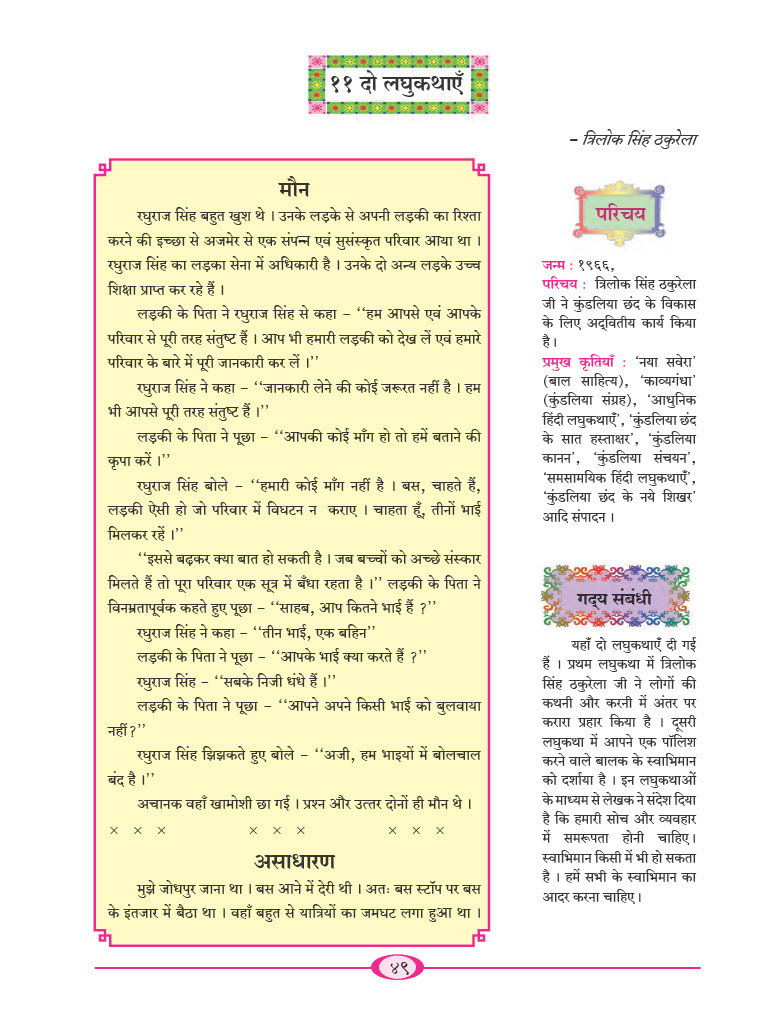 ११ दो लघुकथाएँ
– त्रिलोक सिंह ठकुरेला
मौन
रघुराज सिंह बहुत खुश थे । उनके लड़के से अपनी लड़की का रिश्ता
करने की इच्छा से अजमेर से एक संपन्न एवं सुसंस्कृत परिवार आया था ।
रघुराज सिंह का लड़का सेना में अधिकारी है । उनके दो अन्य लड़के उच्च
शिक्षा प्राप्त कर रहे हैं ।
लड़की के पिता ने रघुराज सिंह से कहा – ‘‘हम आपसे एवं आपके
परिवार से पूरी तरह संतुष्ट हैं । आप भी हमारी लड़की को देख लें एवं हमारे
परिवार के बारे में पूरी जानकारी कर लें ।’’
रघुराज सिंह ने कहा – ‘‘जानकारी लेने की कोई जरूरत नहीं है । हम
भी आपसे पूरी तरह संतुष्ट हैं ।’’
लड़की के पिता ने पूछा – ‘‘आपकी कोई माँग हो तो हमें बताने की
कृपा करें ।’’
रघुराज सिंह बोले – ‘‘हमारी कोई माँग नहीं है । बस, चाहते हैं,
लड़की ऐसी हो जो परिवार में विघटन न कराए । चाहता हूँ, तीनों भाई
मिलकर रहें ।’’
‘‘इससे बढ़कर क्या बात हो सकती है । जब बच्चों को अच्छे संस्कार
मिलते हैं तो पूरा परिवार एक सूत्र में बँधा रहता है ।’’ लड़की के पिता ने
विनम्रतापूर्वक कहते हुए पूछा – ‘‘साहब, आप कितने भाई हैं ?’’
रघुराज सिंह ने कहा – ‘‘तीन भाई, एक बहिन’’
लड़की के पिता ने पूछा – ‘‘आपके भाई क्या करते हैं ?’’
रघुराज सिंह – ‘‘सबके निजी धंधे हैं ।’’
लड़की के पिता ने पूछा – ‘‘आपने अपने किसी भाई को बुलवाया
नहीं?’’
रघुराज सिंह झिझकते हुए बोले – ‘‘अजी, हम भाइयों में बोलचाल
बंद है ।’’
अचानक वहाँ खामोशी छा गई । प्रश्न और उत्तर दोनों ही मौन थे ।
× × × × × × × × ×
असाधारण
मुझे जोधपुर जाना था । बस आने में देरी थी । अतः बस स्टॉप पर बस
के इंतजार में बैठा था । वहाँ बहुत से यात्रियों का जमघट लगा हुआ था ।
परिचय
जन्म : १९६६,
परिचय : त्रिलोक सिंह ठकुरेला
जी ने कुंडलिया छंद के विकास
के लिए अद्‌वितीय कार्य किया
है ।
प्रमुख कृतियाँ : ‘नया सवेरा’
(बाल साहित्य), ‘काव्यगंधा’
(कुंडलिया संग्रह), ‘आधुनिक
हिंदी लघुकथाएँ’, ‘कुंडलिया छंद
के सात हस्ताक्षर’, ‘कुंडलिया
कानन’, ‘कुंडलिया संचयन’,
‘समसामयिक हिंदी लघुकथाएँ’,
‘कुंडलिया छंद के नये शिखर’
आदि संपादन ।
गद्‌य संबंधी
यहाँ दो लघुकथाएँ दी गई
हैं । प्रथम लघुकथा में त्रिलोक
सिंह ठकुरेला जी ने लोगों की
कथनी और करनी में अंतर पर
करारा प्रहार किया है । दूसरी
लघुकथा में आपने एक पॉलिश
करने वाले बालक के स्वाभिमान
को दर्शाया है । इन लघुकथाओं
के माध्यम से लेखक ने संदेश दिया
है कि हमारी सोच और व्यवहार
में समरूपता होनी चाहिए।
स्वाभिमान किसी में भी हो सकता
है । हमें सभी के स्वाभिमान का
आदर करना चाहिए।
४९